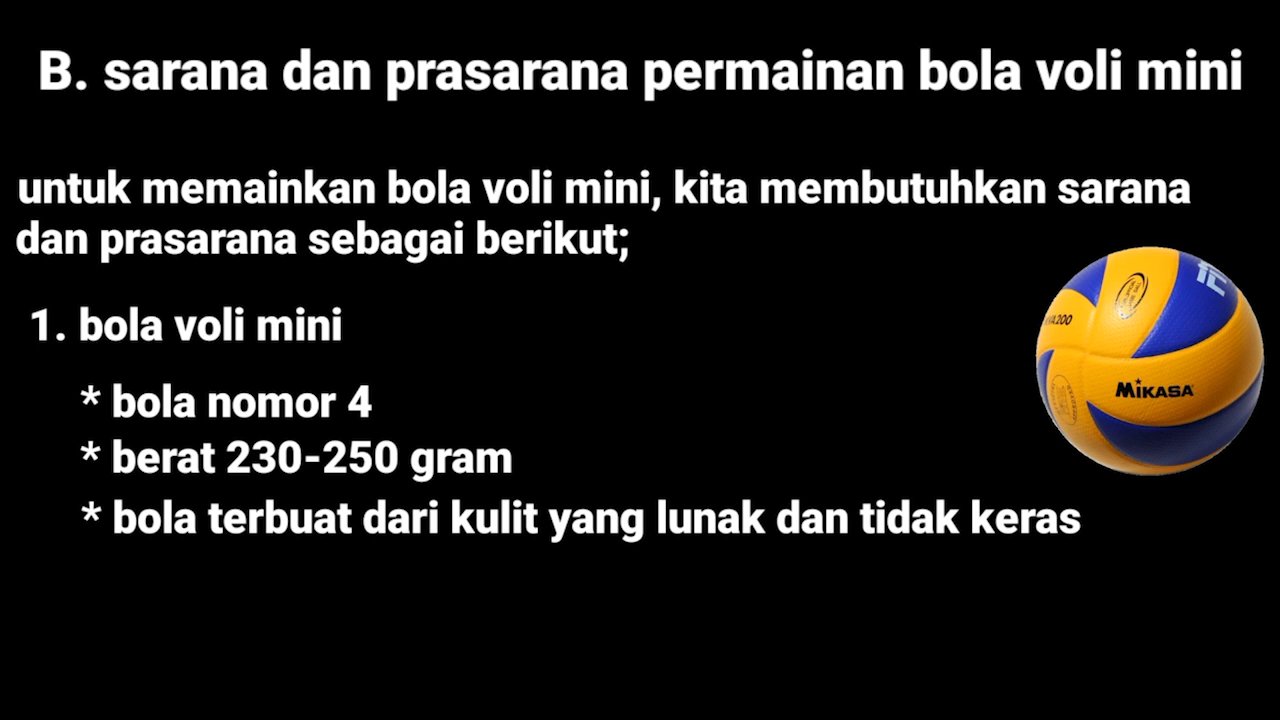 B. sarana dan prasarana permainan bola voli mini
untuk memainkan bola voli mini, kita membutuhkan sarana
dan prasarana sebagai berikut;
1. bola voli mini
* bola nomor 4
* berat 230-250 gram
* bola terbuat dari kulit yang lunak dan tidak keras
MIKASA